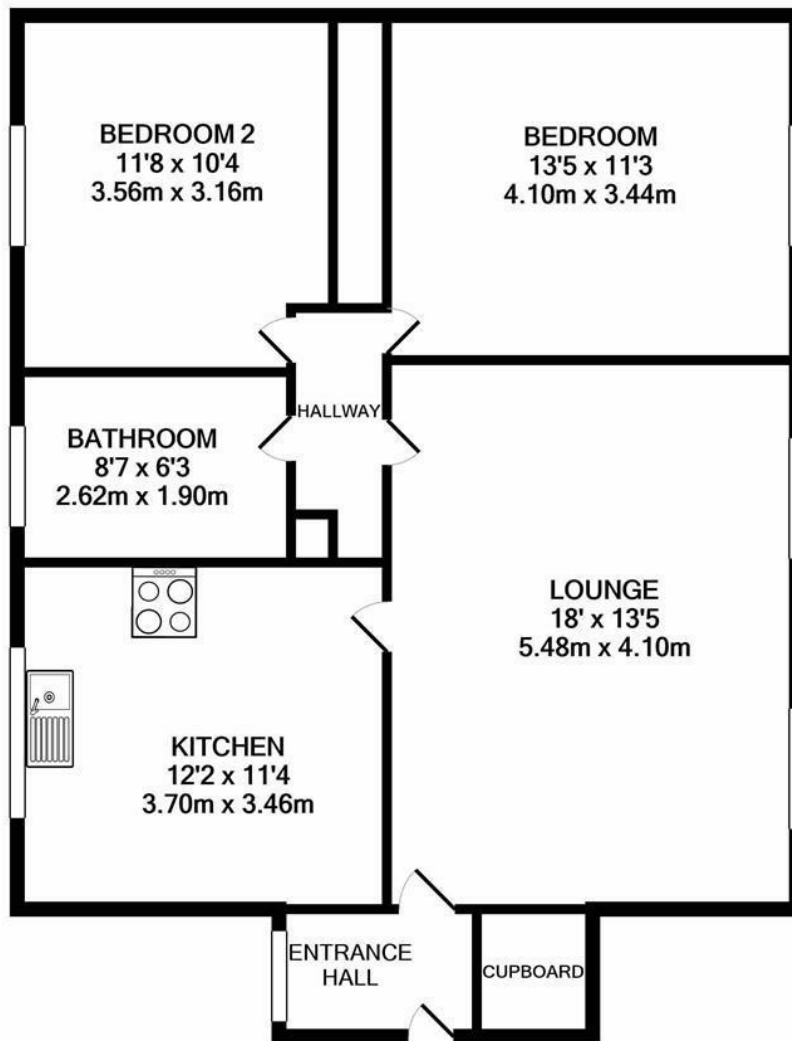 BEDROOM 2
11'8 x 10'4
3.56m x 3.16m
BEDROOM
13'5 x 11'3
4.10m x 3.44m
HALLWAY
BATHROOM
8'7 x 6'3
2.62m x 1.90m
LOUNGE
18' x 13'5
5.48m x 4.10m
KITCHEN
12'2 x 11'4
3.70m x 3.46m
ENTRANCE
HALL
CUPBOARD